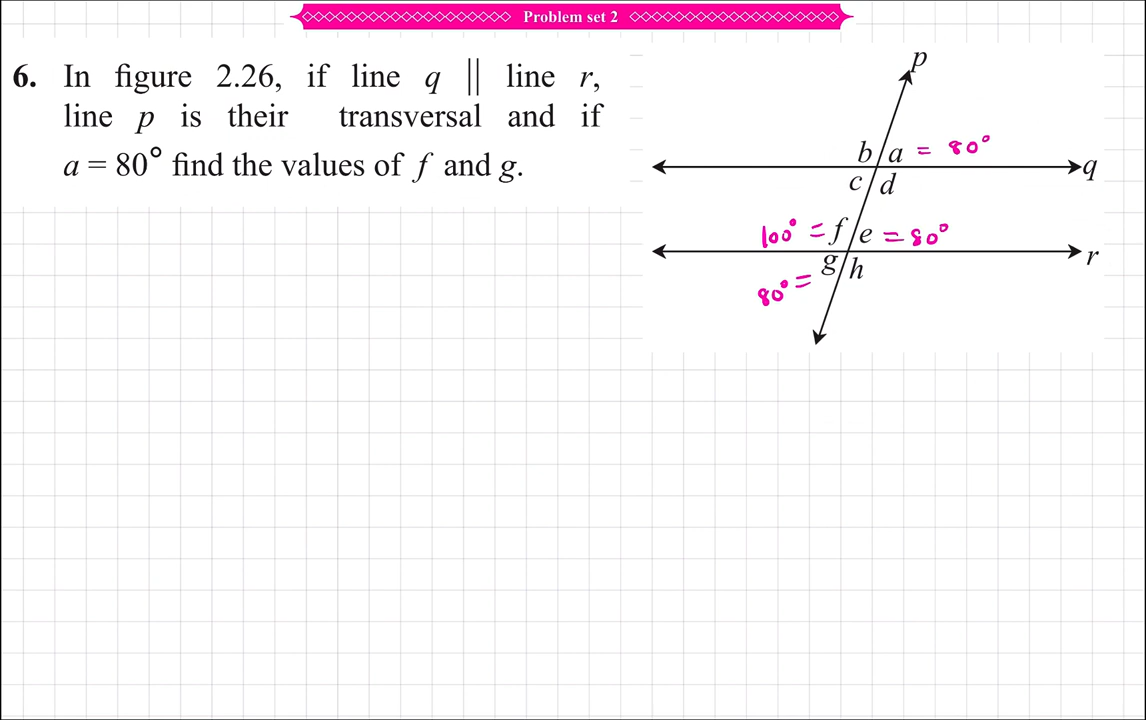 Problem set 2
6. In figure 2.26, if line q || line r,
line p is their transversal and if
a = 80° find the values of f and g.
p
b a = 80°
q
c d
100° = f e = 80°
r
80° = g h